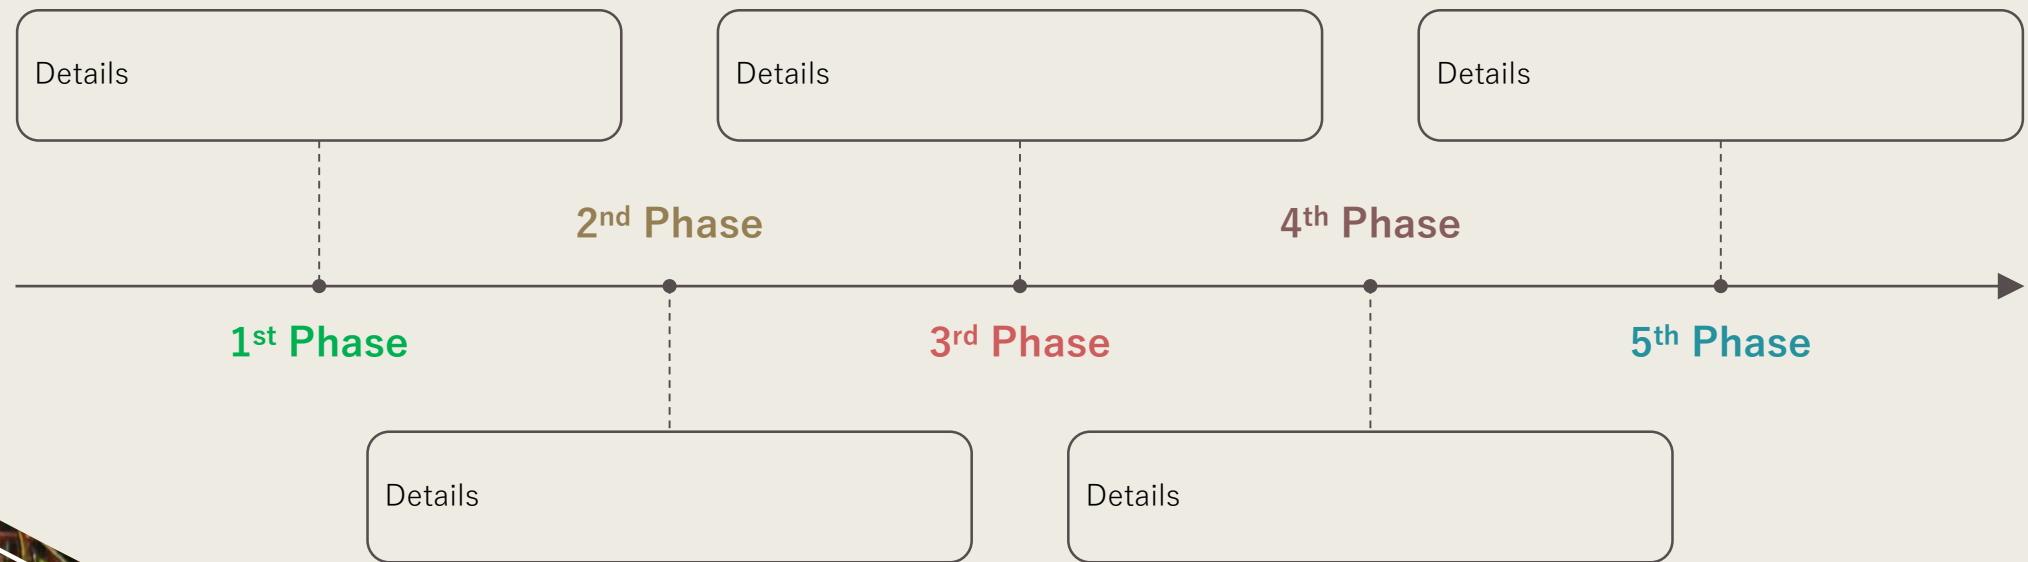 Details
Details
Details
2nd Phase
4th Phase
1st Phase
3rd Phase
5th Phase
Details
Details